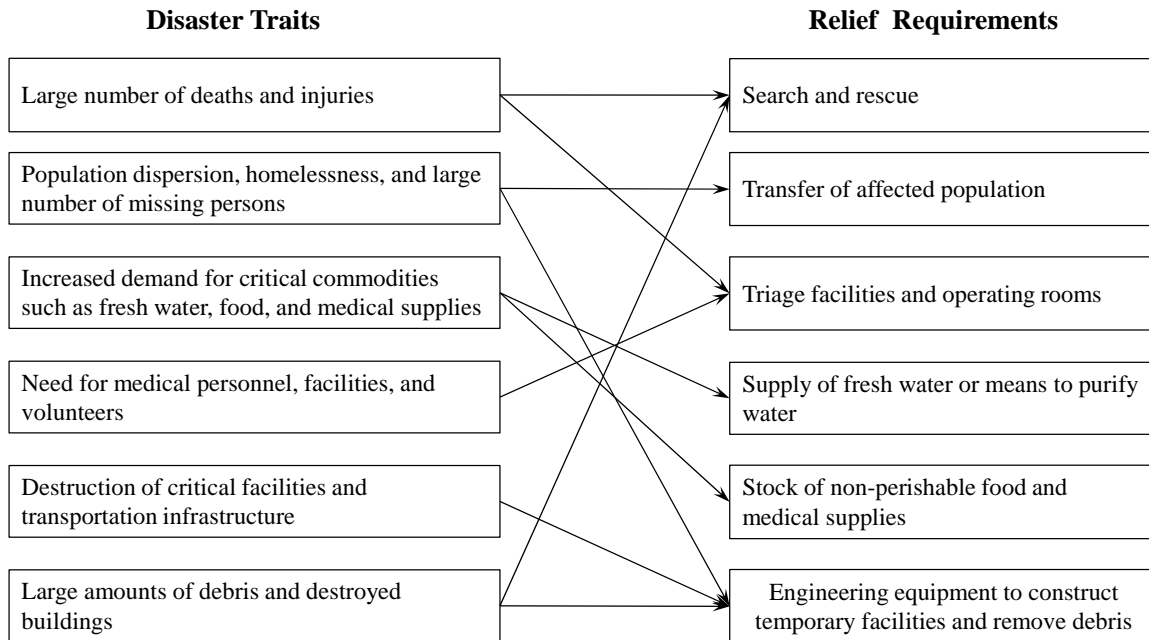 Disaster Traits
Relief Requirements
Large number of deaths and injuries
Search and rescue
Population dispersion, homelessness, and large
number of missing persons
Transfer of affected population
Increased demand for critical commodities
such as fresh water, food, and medical supplies
Triage facilities and operating rooms
Need for medical personnel, facilities, and
volunteers
Supply of fresh water or means to purify
water
Destruction of critical facilities and
transportation infrastructure
Stock of non-perishable food and
medical supplies
Large amounts of debris and destroyed
buildings
Engineering equipment to construct
temporary facilities and remove debris